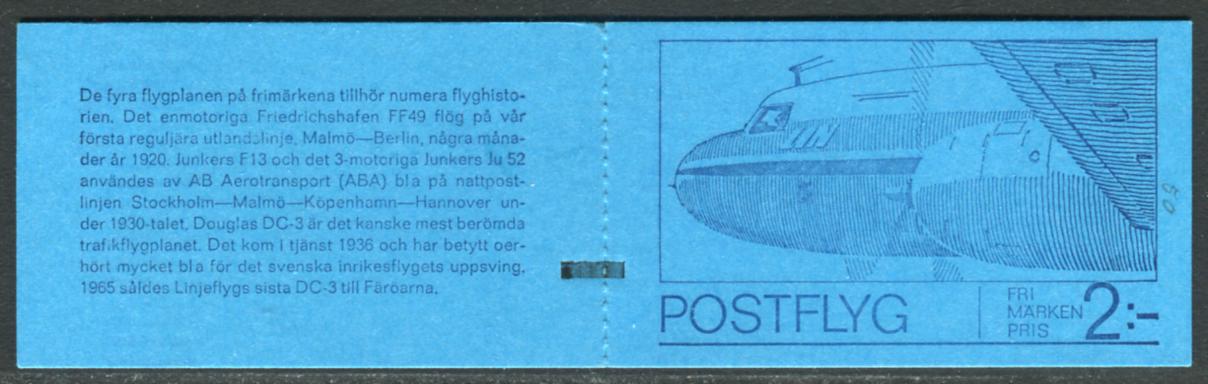 De fyra flygplanen på frimärkena tillhör numera flyghisto-
rien. Det enmotoriga Friedrichshafen FF49 flög på vår
första reguljära utlandslinje, Malmö—Berlin, några måna-
der år 1920. Junkers F13 och det 3-motoriga Junkers Ju 52
användes av AB Aerotransport (ABA) bla på nattpost-
linjen Stockholm—Malmö—Köpenhamn—Hannover un-
der 1930-talet. Douglas DC-3 är det kanske mest berömda
trafikflygplanet. Det kom i tjänst 1936 och har betytt oer-
hört mycket bla för det svenska inrikesflygets uppsving.
1965 såldes Linjeflygs sista DC-3 till Färöarna.
POSTFLYG
FRI
MÄRKEN
PRIS
2:-